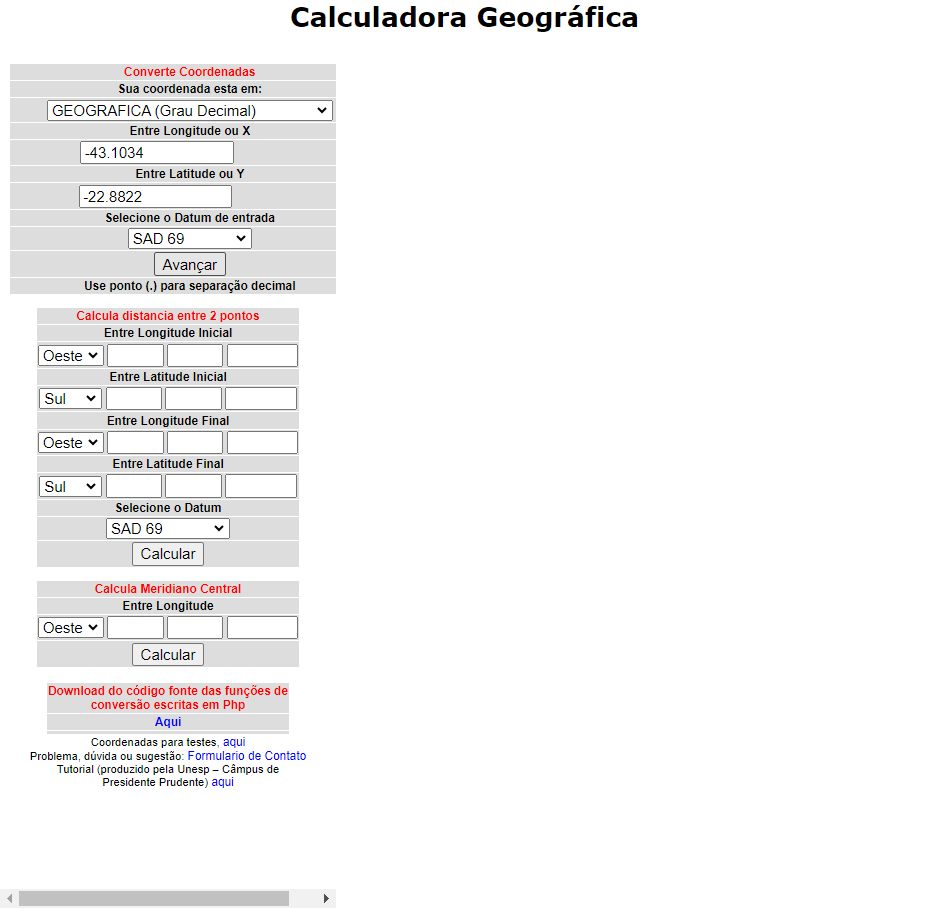 Calculadora Geográfica
Converte Coordenadas
Sua coordenada esta em:
GEOGRAFICA (Grau Decimal)
Entre Longitude ou X
-43.1034
Entre Latitude ou Y
-22.8822
Selecione o Datum de entrada
SAD 69
Avançar
Use ponto (.) para separação decimal
Calcula distancia entre 2 pontos
Entre Longitude Inicial
Oeste
Entre Latitude Inicial
Sul
Entre Longitude Final
Oeste
Entre Latitude Final
Sul
Selecione o Datum
SAD 69
Calcular
Calcula Meridiano Central
Entre Longitude
Oeste
Calcular
Download do código fonte das funções de
conversão escritas em Php
Aqui
Coordenadas para testes, aqui
Problema, dúvida ou sugestão: Formulario de Contato
Tutorial (produzido pela Unesp – Câmpus de
Presidente Prudente) aqui